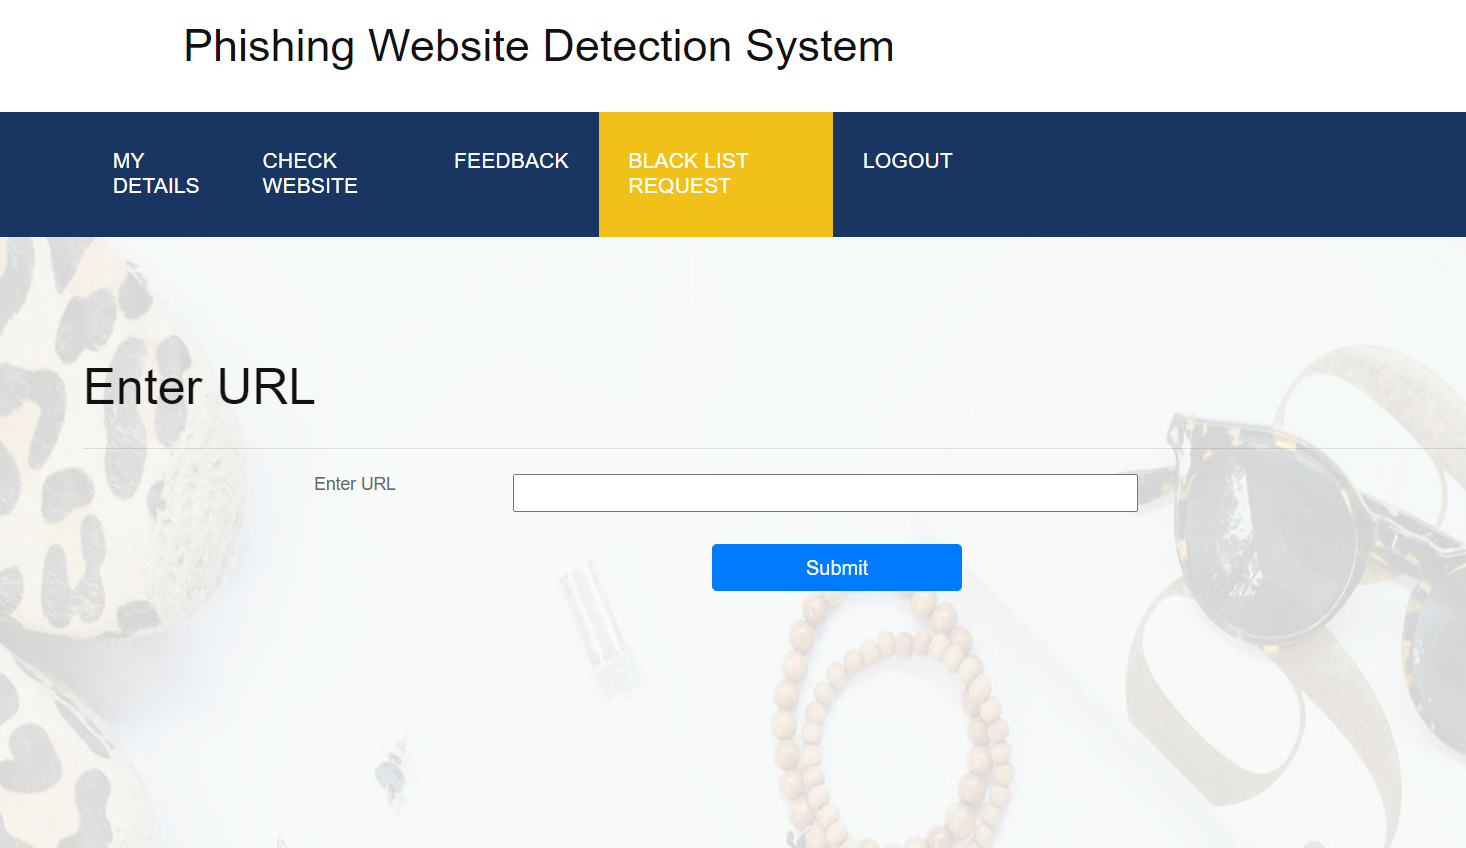 Phishing Website Detection System
MY
DETAILS
CHECK
WEBSITE
FEEDBACK
BLACK LIST
REQUEST
LOGOUT
Enter URL
Enter URL
Submit